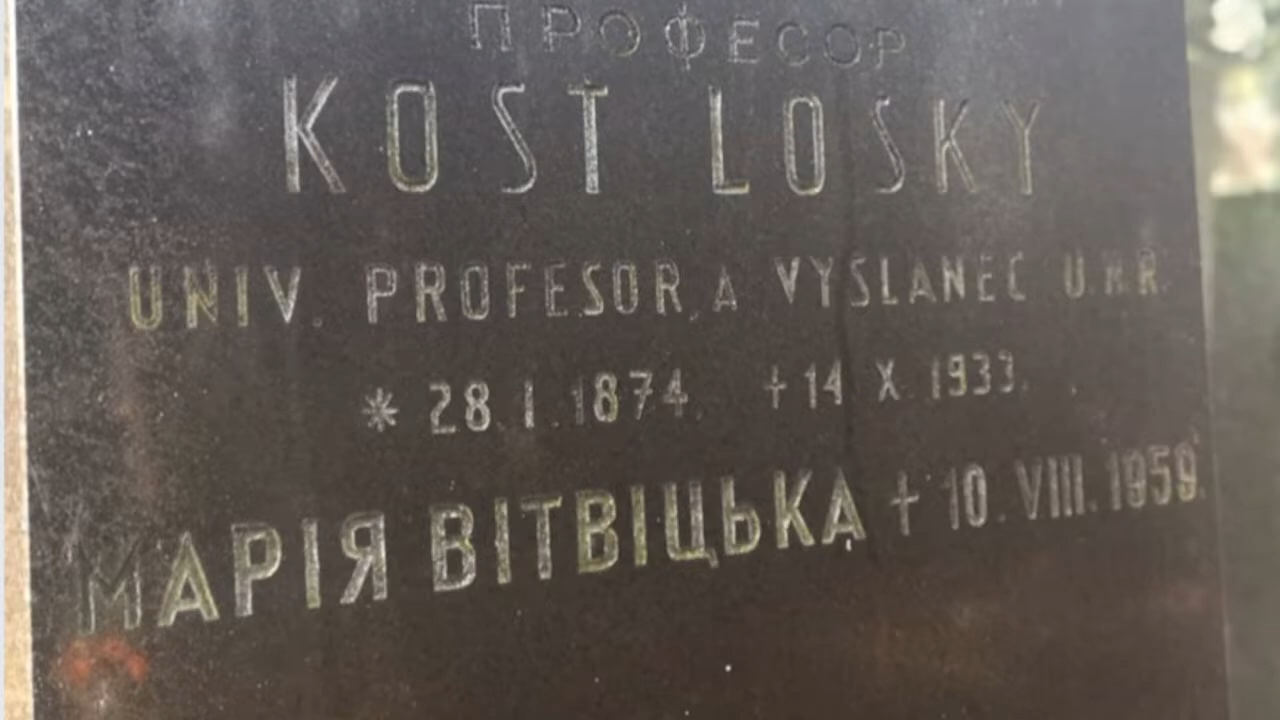 ПРОФЕСОР
KOST LOSKY
UNIV. PROFESOR, A VYSLANEC U.N.R.
* 28. I. 1874. † 14 X. 1933.
МАРІЯ ВІТВІЦЬКА † 10. VIII. 1959.